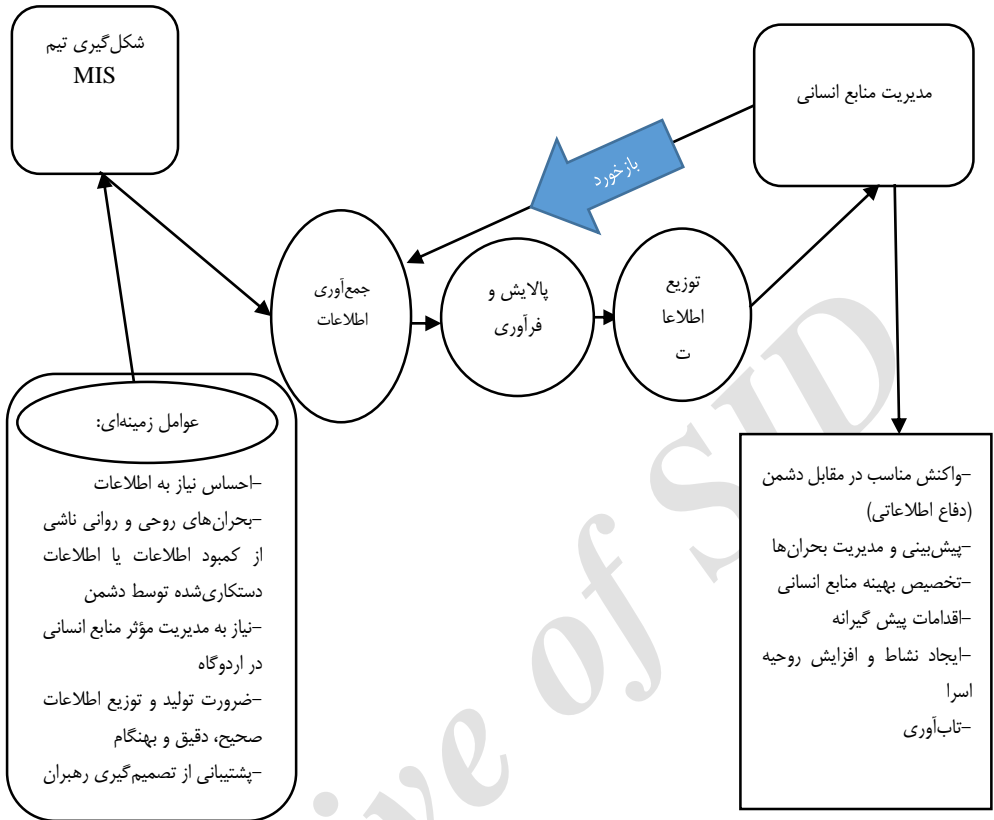 شکل‌گیری تیم
MIS
مدیریت منابع انسانی
بازخورد
جمع‌آوری
اطلاعات
پالایش و
فرآوری
توزیع
اطلاعا
ت
عوامل زمینه‌ای:
-احساس نیاز به اطلاعات
-بحران‌های روحی و روانی ناشی
از کمبود اطلاعات یا اطلاعات
دستکاری‌شده توسط دشمن
-نیاز به مدیریت مؤثر منابع انسانی
در اردوگاه
-ضرورت تولید و توزیع اطلاعات
صحیح، دقیق و بهنگام
-پشتیبانی از تصمیم‌گیری رهبران
-واکنش مناسب در مقابل دشمن
(دفاع اطلاعاتی)
-پیش‌بینی و مدیریت بحران‌ها
-تخصیص بهینه منابع انسانی
-اقدامات پیش گیرانه
-ایجاد نشاط و افزایش روحیه
اسرا
-تاب‌آوری
ive of SID